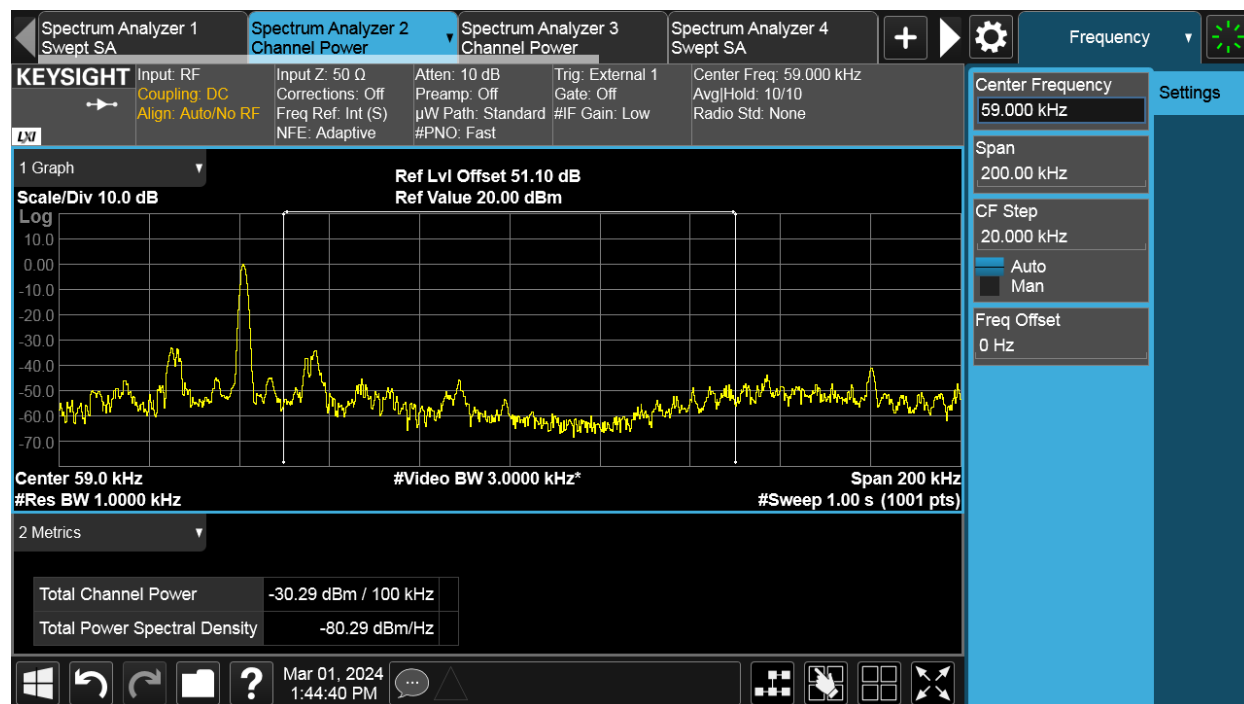 Spectrum Analyzer 1
Swept SA
Spectrum Analyzer 2
Channel Power
Spectrum Analyzer 3
Channel Power
Spectrum Analyzer 4
Swept SA
+
Frequency
KEYSIGHT
LXI
Input: RF
Coupling: DC
Align: Auto/No RF
Input Z: 50 Ω
Corrections: Off
Freq Ref: Int (S)
NFE: Adaptive
Atten: 10 dB
Preamp: Off
µW Path: Standard
#PNO: Fast
Trig: External 1
Gate: Off
#IF Gain: Low
Center Freq: 59.000 kHz
Avg|Hold: 10/10
Radio Std: None
Center Frequency
59.000 kHz
Settings
Span
200.00 kHz
CF Step
20.000 kHz
Auto
Man
Freq Offset
0 Hz
1 Graph
Scale/Div 10.0 dB
Ref Lvl Offset 51.10 dB
Ref Value 20.00 dBm
Log
10.0
0.00
-10.0
-20.0
-30.0
-40.0
-50.0
-60.0
-70.0
Center 59.0 kHz
#Video BW 3.0000 kHz*
Span 200 kHz
#Res BW 1.0000 kHz
#Sweep 1.00 s (1001 pts)
2 Metrics
Total Channel Power -30.29 dBm / 100 kHz
Total Power Spectral Density -80.29 dBm/Hz
?
Mar 01, 2024
1:44:40 PM